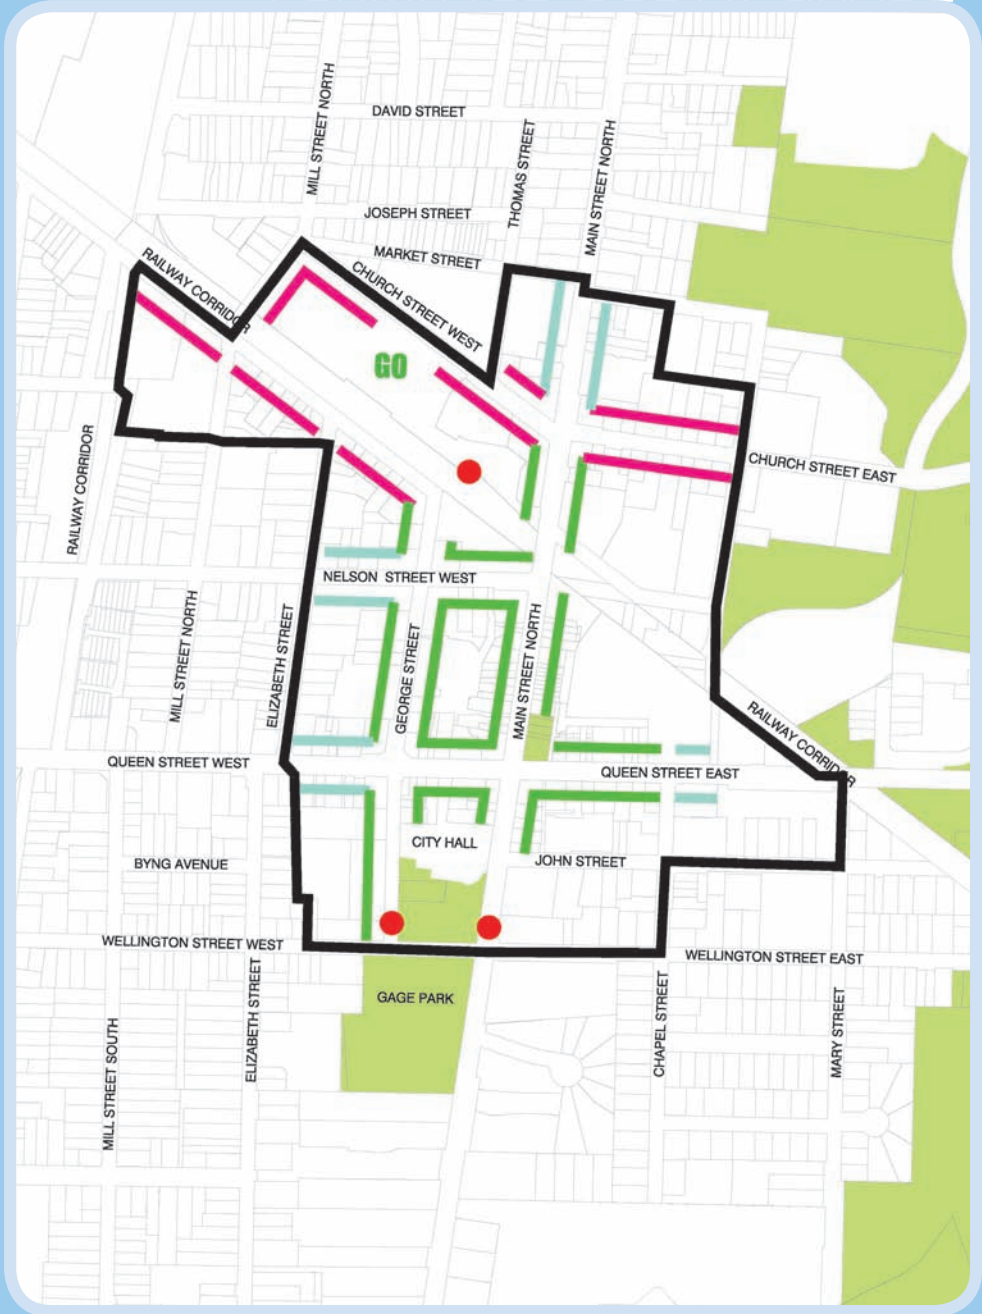 DAVID STREET
MILL STREET NORTH
THOMAS STREET
MAIN STREET NORTH
JOSEPH STREET
MARKET STREET
RAILWAY CORRIDOR
CHURCH STREET WEST
GO
CHURCH STREET EAST
RAILWAY CORRIDOR
NELSON STREET WEST
MILL STREET NORTH
ELIZABETH STREET
GEORGE STREET
MAIN STREET NORTH
RAILWAY CORRIDOR
QUEEN STREET WEST
QUEEN STREET EAST
CITY HALL
BYNG AVENUE
JOHN STREET
WELLINGTON STREET WEST
WELLINGTON STREET EAST
GAGE PARK
ELIZABETH STREET
CHAPEL STREET
MARY STREET
MILL STREET SOUTH